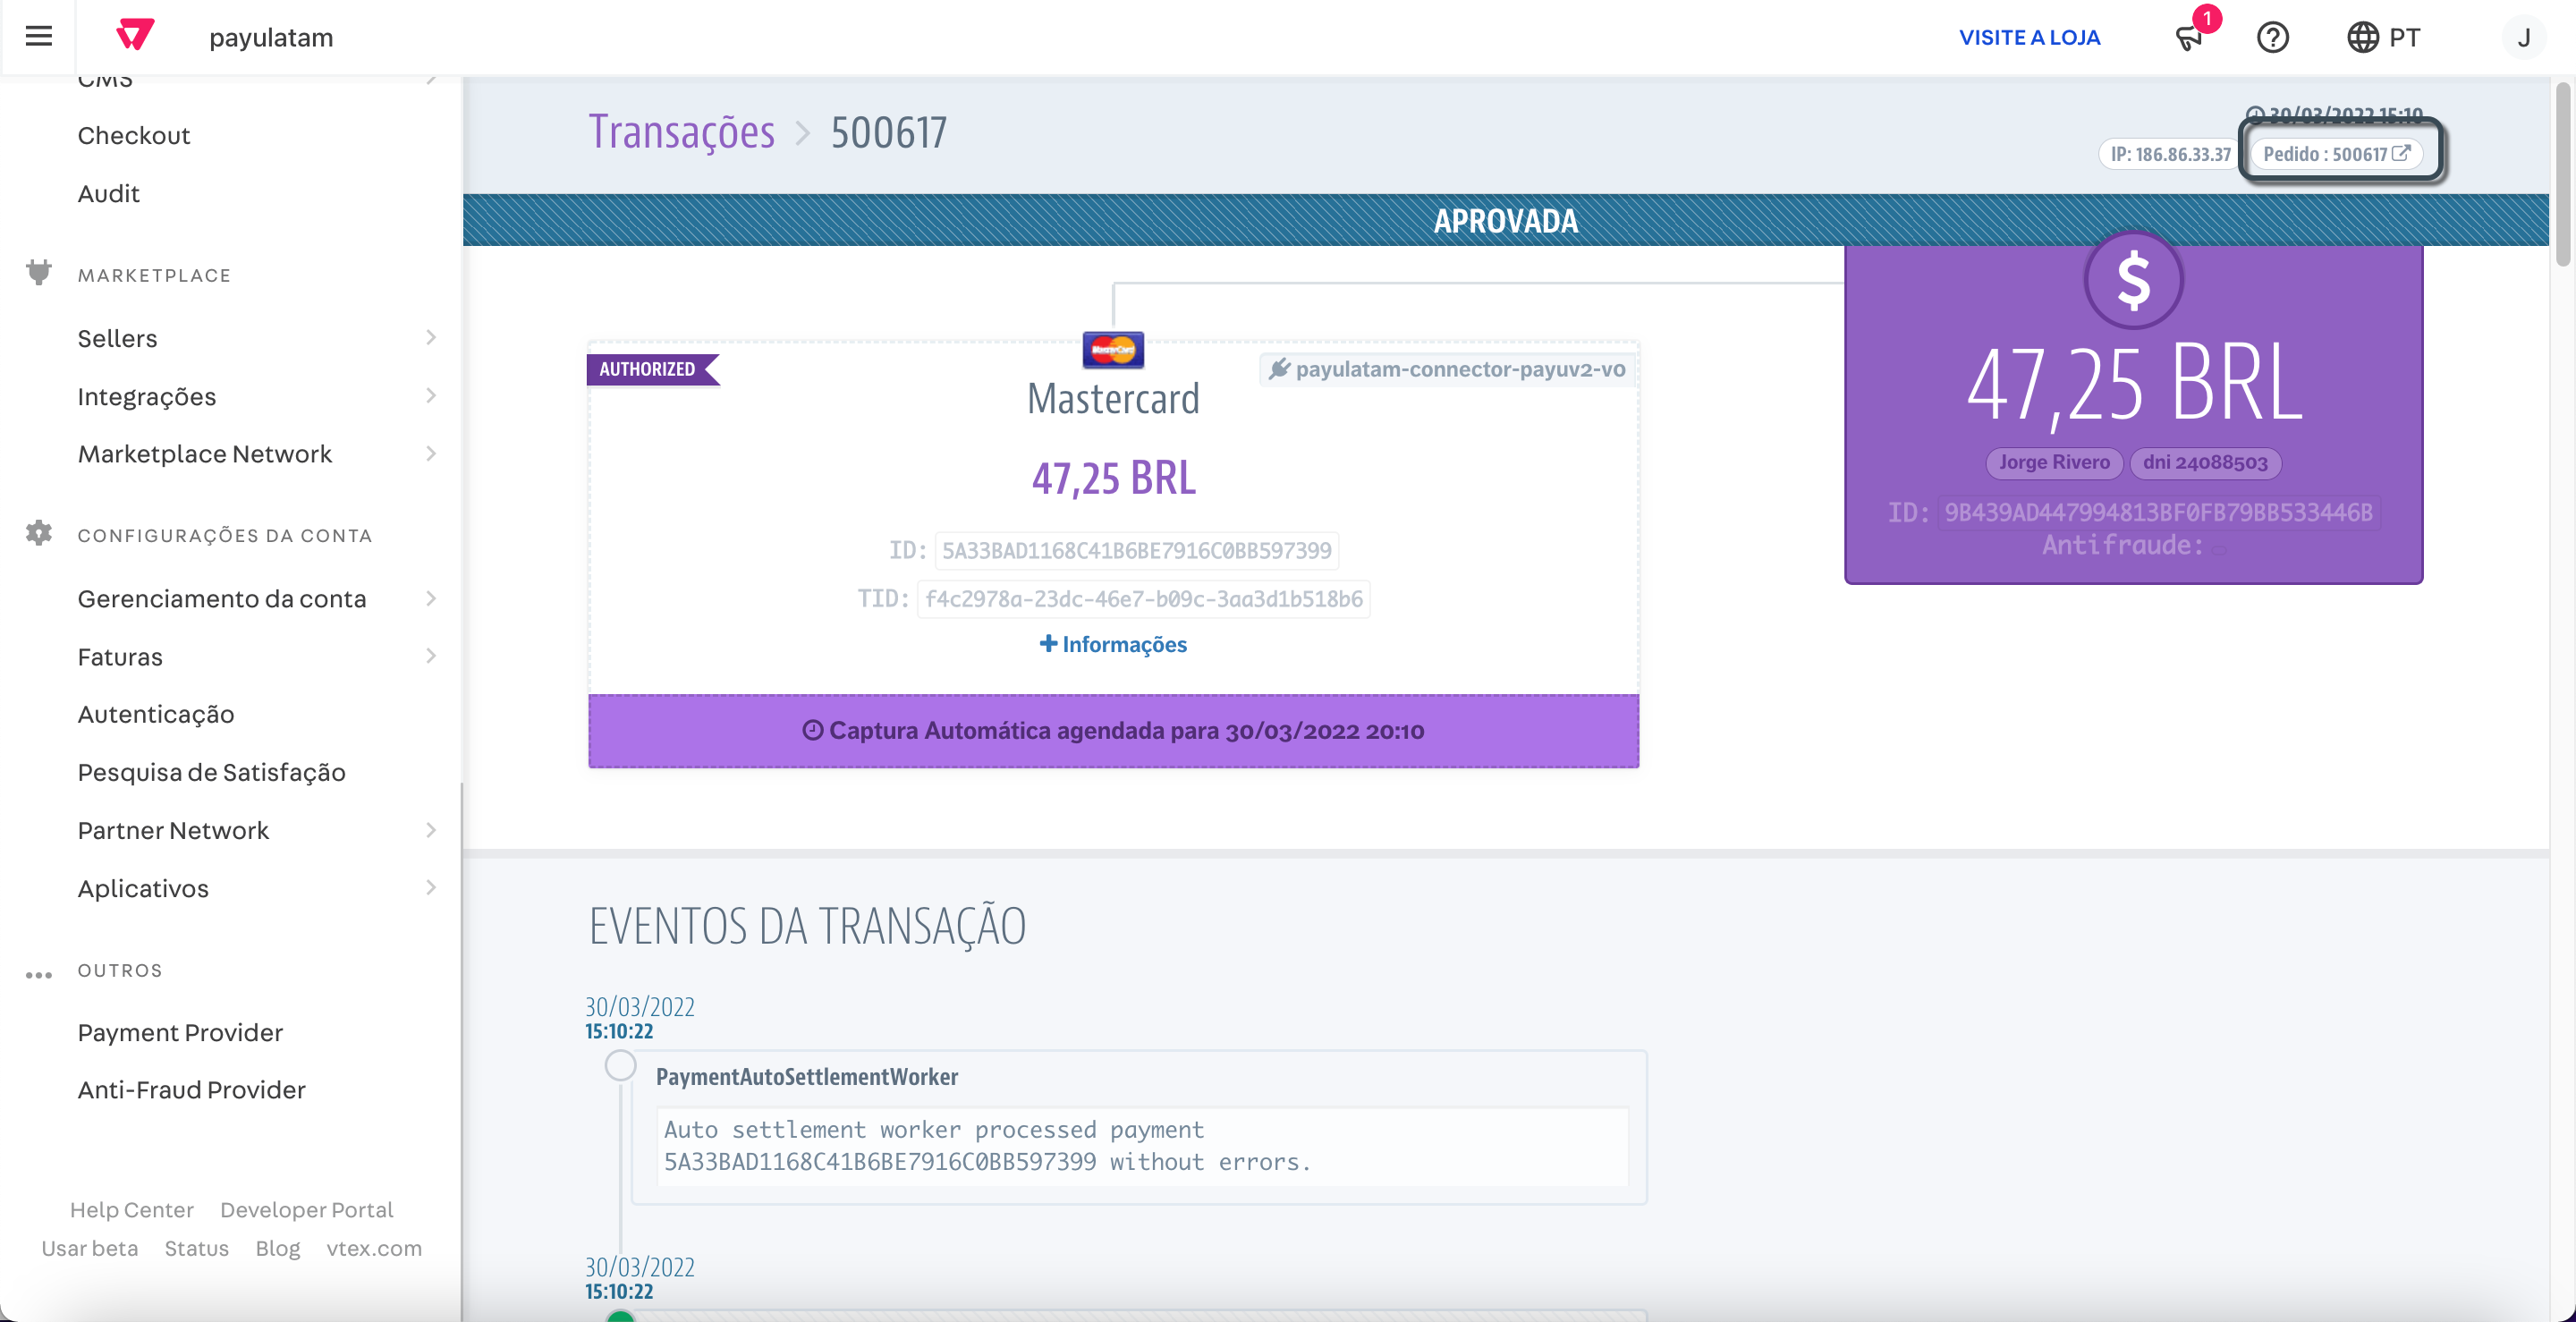 payulatam
VISITE A LOJA
1
PT
J
CMS
Checkout
Audit
MARKETPLACE
Sellers
Integrações
Marketplace Network
CONFIGURAÇÕES DA CONTA
Gerenciamento da conta
Faturas
Autenticação
Pesquisa de Satisfação
Partner Network
Aplicativos
OUTROS
Payment Provider
Anti-Fraud Provider
Help Center Developer Portal
Usar beta Status Blog vtex.com
Transações > 500617
30/03/2022 15:10
IP: 186.86.33.37
Pedido : 500617
APROVADA
AUTHORIZED
payulatam-connector-payuv2-v0
MasterCard
Mastercard
47,25 BRL
ID: 5A33BAD1168C41B6BE7916C0BB597399
TID: f4c2978a-23dc-46e7-b09c-3aa3d1b518b6
+ Informações
Captura Automática agendada para 30/03/2022 20:10
$
47,25 BRL
Jorge Rivero dni 24088503
ID: 9B439AD447994813BF0FB79BB533446B
Antifraude:
EVENTOS DA TRANSAÇÃO
30/03/2022
15:10:22
PaymentAutoSettlementWorker
Auto settlement worker processed payment
5A33BAD1168C41B6BE7916C0BB597399 without errors.
30/03/2022
15:10:22